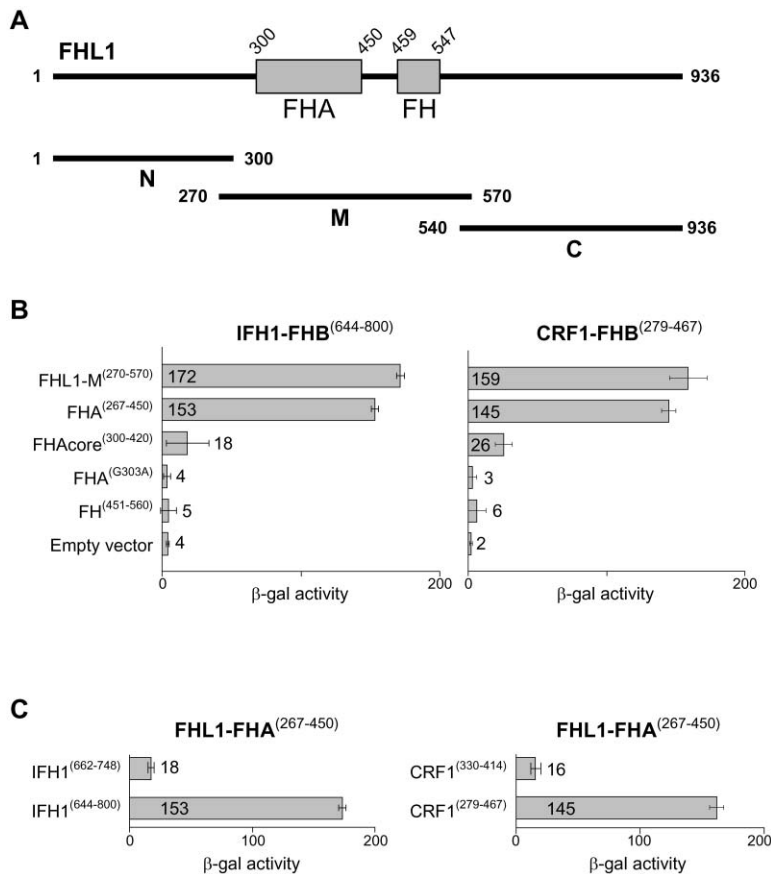 A
FHL1
300 450 459 547
1 936
FHA FH
1 300
N
270 570
M
540 936
C
B
IFH1-FHB(644-800) CRF1-FHB(279-467)
FHL1-M(270-570) 172 159
FHA(267-450) 153 145
FHAcore(300-420) 18 26
FHA(G303A) 4 3
FH(451-560) 5 6
Empty vector 4 2
0 200 0 200
β-gal activity β-gal activity
C
FHL1-FHA(267-450) FHL1-FHA(267-450)
IFH1(662-748) 18 CRF1(330-414) 16
IFH1(644-800) 153 CRF1(279-467) 145
0 100 200 0 100 200
β-gal activity β-gal activity